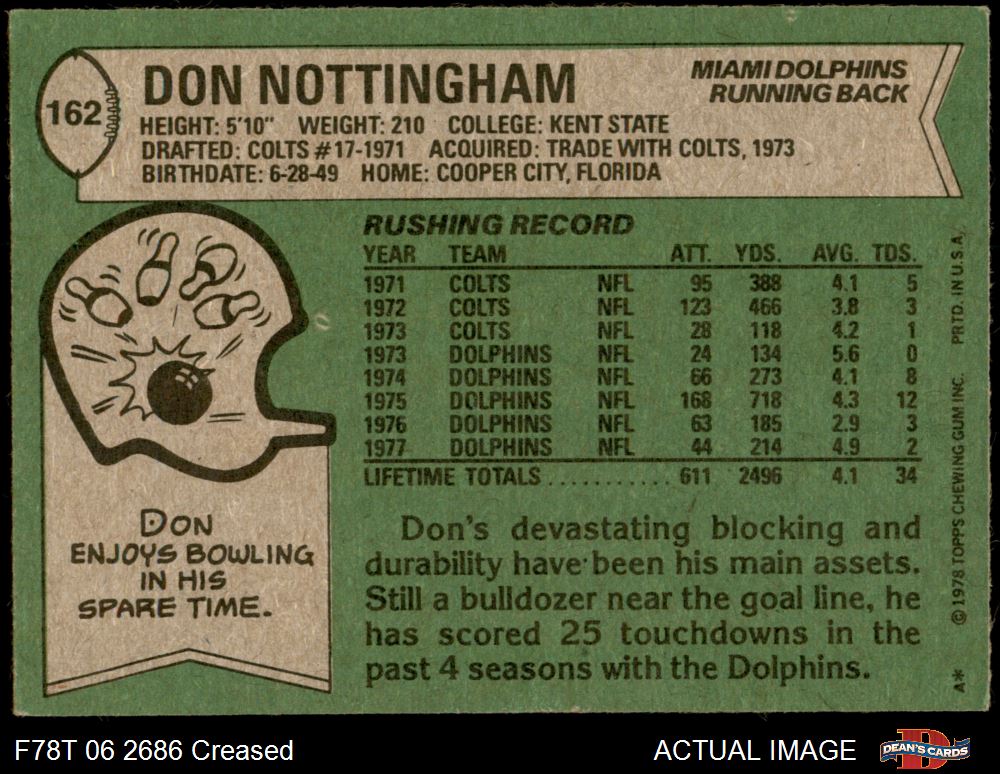 162
DON NOTTINGHAM
MIAMI DOLPHINS
RUNNING BACK
HEIGHT: 5'10" WEIGHT: 210 COLLEGE: KENT STATE
DRAFTED: COLTS #17-1971 ACQUIRED: TRADE WITH COLTS, 1973
BIRTHDATE: 6-28-49 HOME: COOPER CITY, FLORIDA
RUSHING RECORD
YEAR TEAM ATT. YDS. AVG. TDS.
1971 COLTS NFL 95 388 4.1 5
1972 COLTS NFL 123 466 3.8 3
1973 COLTS NFL 28 118 4.2 1
1973 DOLPHINS NFL 24 134 5.6 0
1974 DOLPHINS NFL 66 273 4.1 8
1975 DOLPHINS NFL 168 718 4.3 12
1976 DOLPHINS NFL 63 185 2.9 3
1977 DOLPHINS NFL 44 214 4.9 2
LIFETIME TOTALS ........... 611 2496 4.1 34
DON
ENJOYS BOWLING
IN HIS
SPARE TIME.
Don's devastating blocking and
durability have been his main assets.
Still a bulldozer near the goal line, he
has scored 25 touchdowns in the
past 4 seasons with the Dolphins.
A* © 1978 TOPPS CHEWING GUM INC. PRTD. IN U.S.A.
F78T 06 2686 Creased
ACTUAL IMAGE
DEAN'S CARDS